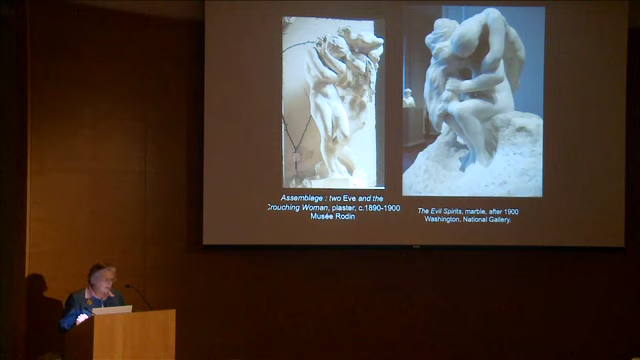 Assemblage : two Eve and the
Crouching Woman, plaster, c.1890-1900
Musée Rodin
The Evil Spirits, marble, after 1900
Washington, National Gallery.